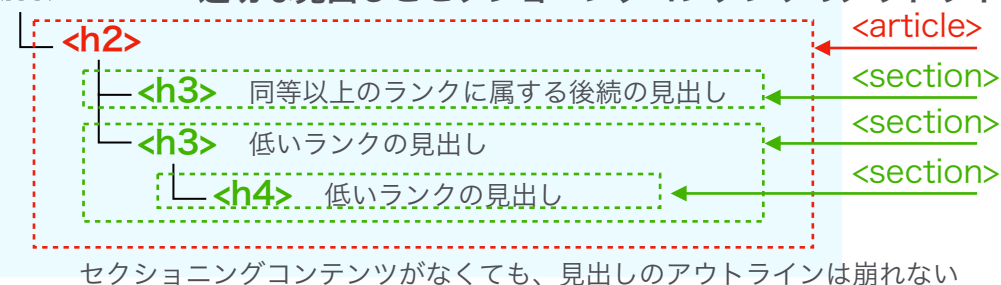 <h2> <article>
<h3> 同等以上のランクに属する後続の見出し <section>
<h3> 低いランクの見出し <section>
<h4> 低いランクの見出し <section>
セクショニングコンテンツがなくても、見出しのアウトラインは崩れない